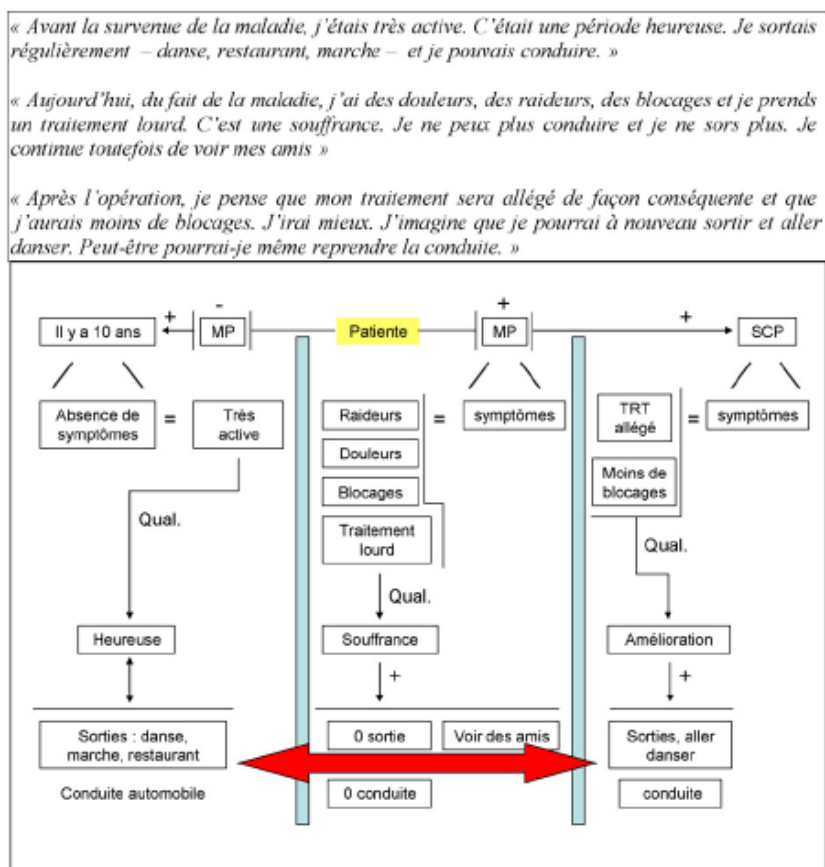 « Avant la survenue de la maladie, j'étais très active. C'était une période heureuse. Je sortais
régulièrement – danse, restaurant, marche – et je pouvais conduire. »
« Aujourd'hui, du fait de la maladie, j'ai des douleurs, des raideurs, des blocages et je prends
un traitement lourd. C'est une souffrance. Je ne peux plus conduire et je ne sors plus. Je
continue toutefois de voir mes amis »
« Après l'opération, je pense que mon traitement sera allégé de façon conséquente et que
j'aurais moins de blocages. J'irai mieux. J'imagine que je pourrai à nouveau sortir et aller
danser. Peut-être pourrai-je même reprendre la conduite. »
+ - + +
Il y a 10 ans MP Patiente MP SCP
Absence de
symptômes
=
Très
active
Raideurs
Douleurs
Blocages
Traitement
lourd
=
symptômes
TRT
allégé
Moins de
blocages
=
symptômes
Qual.
Qual.
Qual.
Heureuse
Souffrance
Amélioration
+
+
Sorties : danse,
marche, restaurant
0 sortie
Voir des amis
Sorties, aller
danser
Conduite automobile
0 conduite
conduite